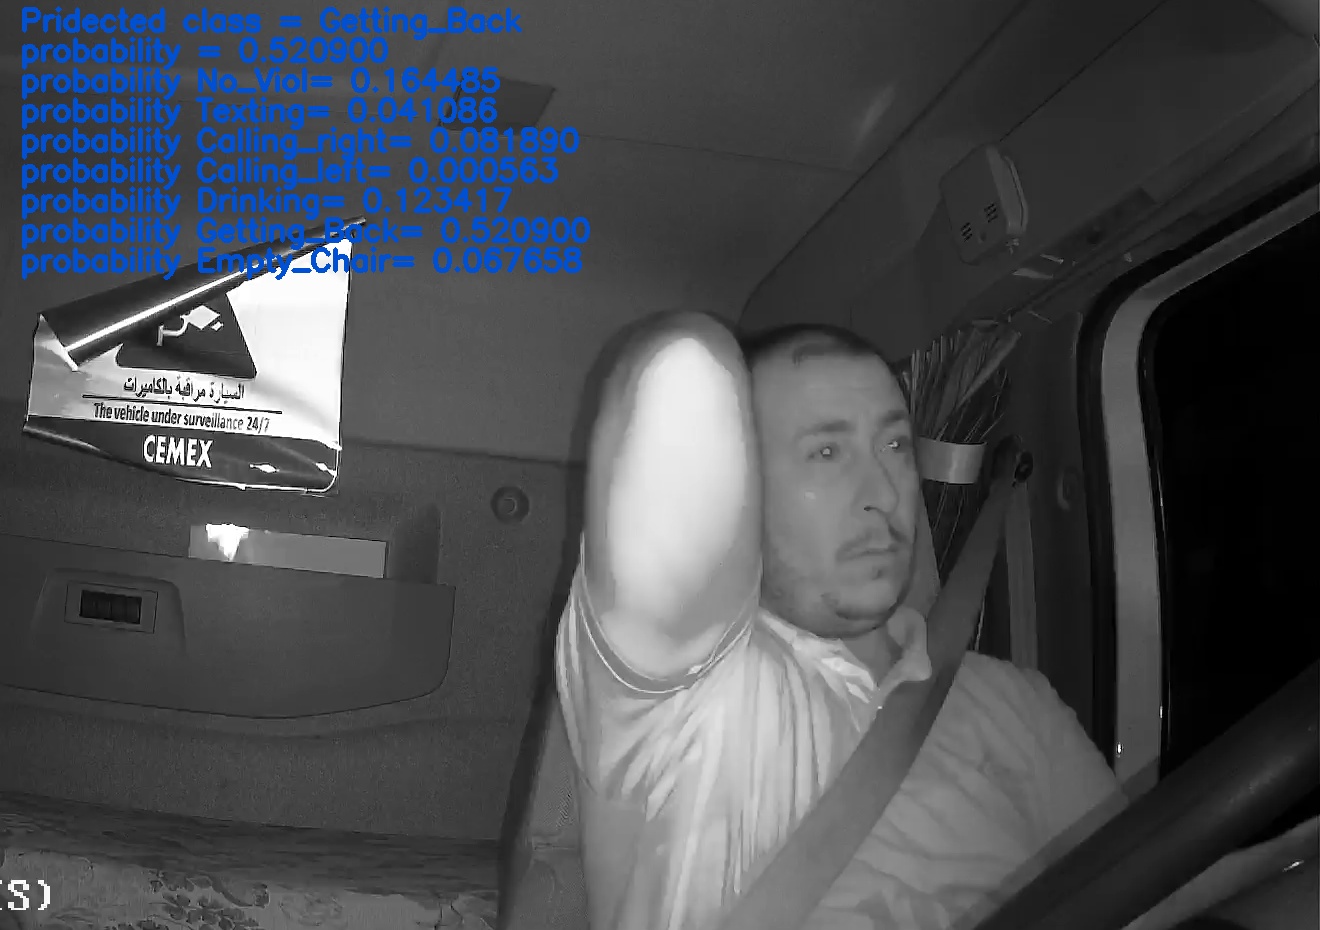 Pridected class = Getting_Back
probability = 0.520900
probability No_Viol= 0.164485
probability Texting= 0.041086
probability Calling_right= 0.081890
probability Calling_left= 0.000563
probability Drinking= 0.123417
probability Getting_Back= 0.520900
probability Empty_Chair= 0.067658
السيارة مراقبة بالكاميرات
The vehicle under surveillance 24/7
CEMEX
S)